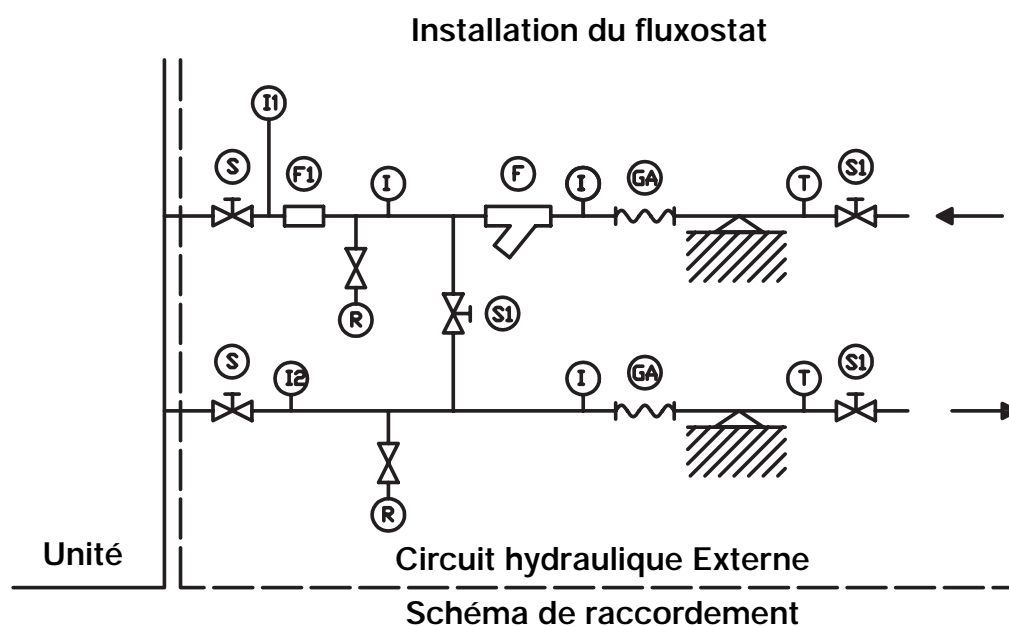 Installation du fluxostat
I1
S
F1
I
F
I
GA
T
S1
R
S1
S
I2
I
GA
T
S1
R
Unité
Circuit hydraulique Externe
Schéma de raccordement